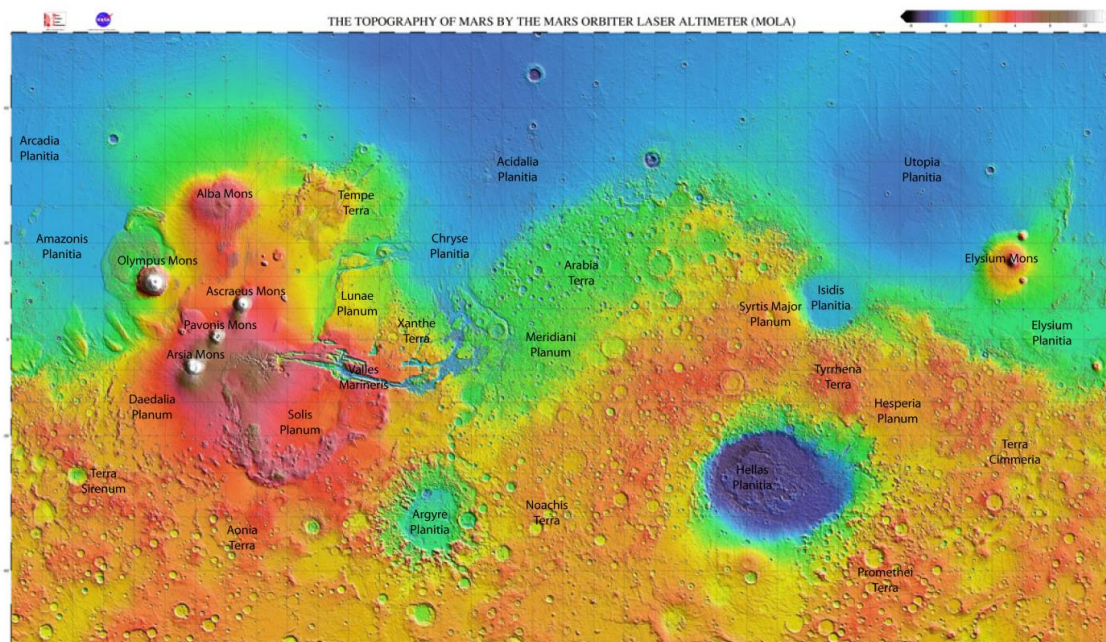 THE TOPOGRAPHY OF MARS BY THE MARS ORBITER LASER ALTIMETER (MOLA)
Arcadia
Planitia
Acidalia
Planitia
Utopia
Planitia
Alba Mons
Tempe
Terra
Amazonis
Planitia
Chryse
Planitia
Olympus Mons
Arabia
Terra
Elysium Mons
Ascraeus Mons
Lunae
Planum
Isidis
Planitia
Syrtis Major
Planum
Pavonis Mons
Xanthe
Terra
Meridiani
Planum
Elysium
Planitia
Arsia Mons
Valles
Marineris
Tyrrhena
Terra
Daedalia
Planum
Solis
Planum
Hesperia
Planum
Terra
Cimmeria
Terra
Sirenum
Hellas
Planitia
Noachis
Terra
Argyre
Planitia
Aonia
Terra
Promethei
Terra